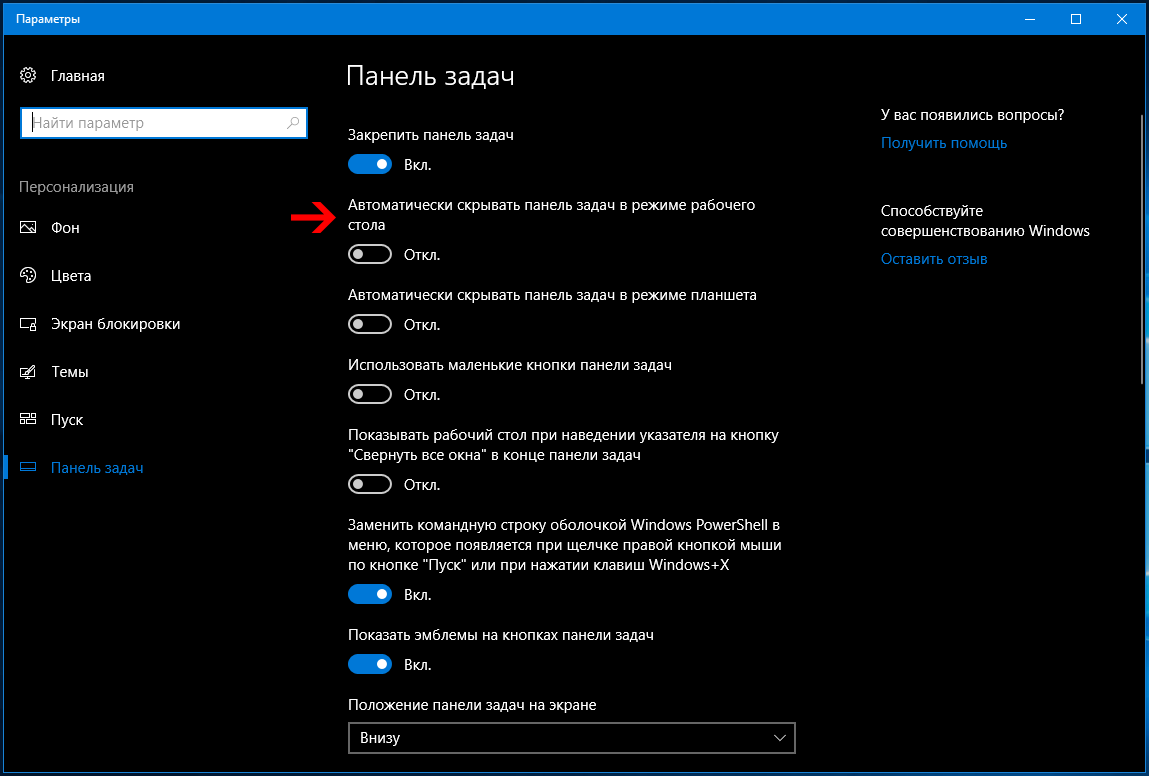 Параметры
Главная
Найти параметр
Персонализация
Фон
Цвета
Экран блокировки
Темы
Пуск
Панель задач
Панель задач
Закрепить панель задач
Вкл.
Автоматически скрывать панель задач в режиме рабочего
стола
Откл.
Автоматически скрывать панель задач в режиме планшета
Откл.
Использовать маленькие кнопки панели задач
Откл.
Показывать рабочий стол при наведении указателя на кнопку
"Свернуть все окна" в конце панели задач
Откл.
Заменить командную строку оболочкой Windows PowerShell в
меню, которое появляется при щелчке правой кнопкой мыши
по кнопке "Пуск" или при нажатии клавиш Windows+X
Вкл.
Показать эмблемы на кнопках панели задач
Вкл.
Положение панели задач на экране
Внизу
У вас появились вопросы?
Получить помощь
Способствуйте
совершенствованию Windows
Оставить отзыв